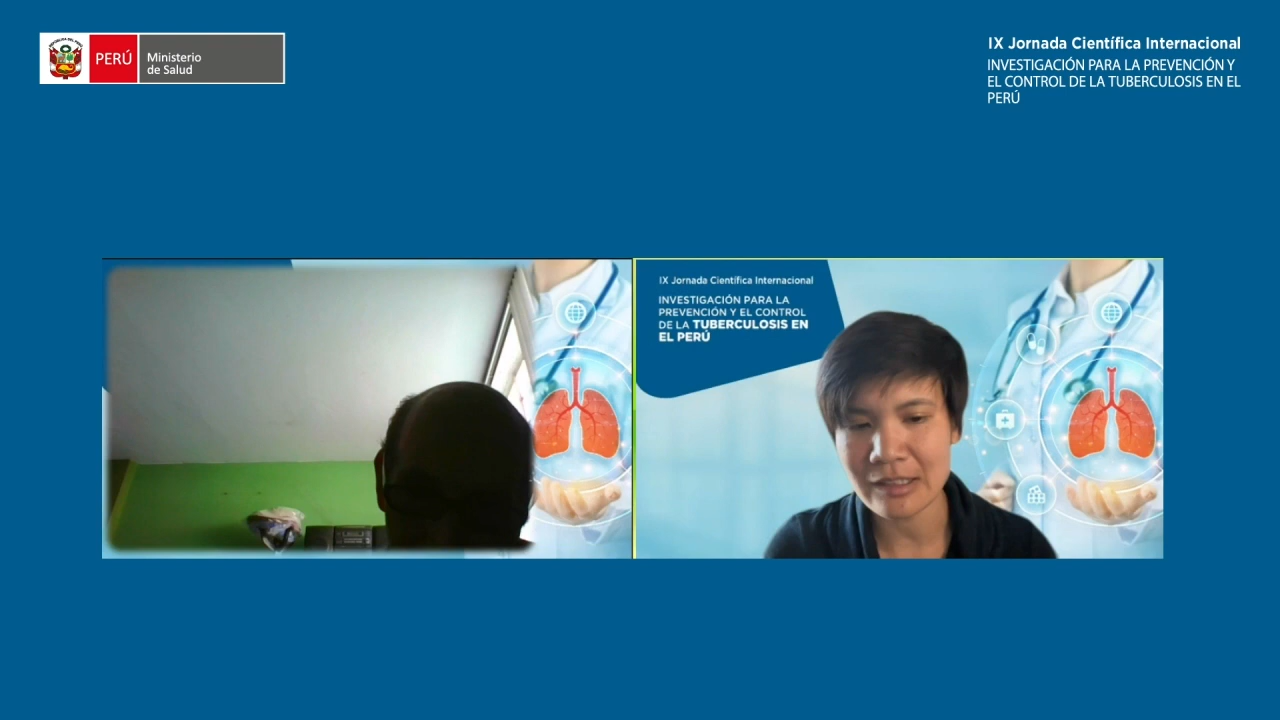 PERÚ
Ministerio
de Salud
IX Jornada Científica Internacional
INVESTIGACIÓN PARA LA PREVENCIÓN Y
EL CONTROL DE LA TUBERCULOSIS EN EL
PERÚ
IX Jornada Científica Internacional
INVESTIGACIÓN PARA LA
PREVENCIÓN Y EL CONTROL
DE LA TUBERCULOSIS EN
EL PERÚ